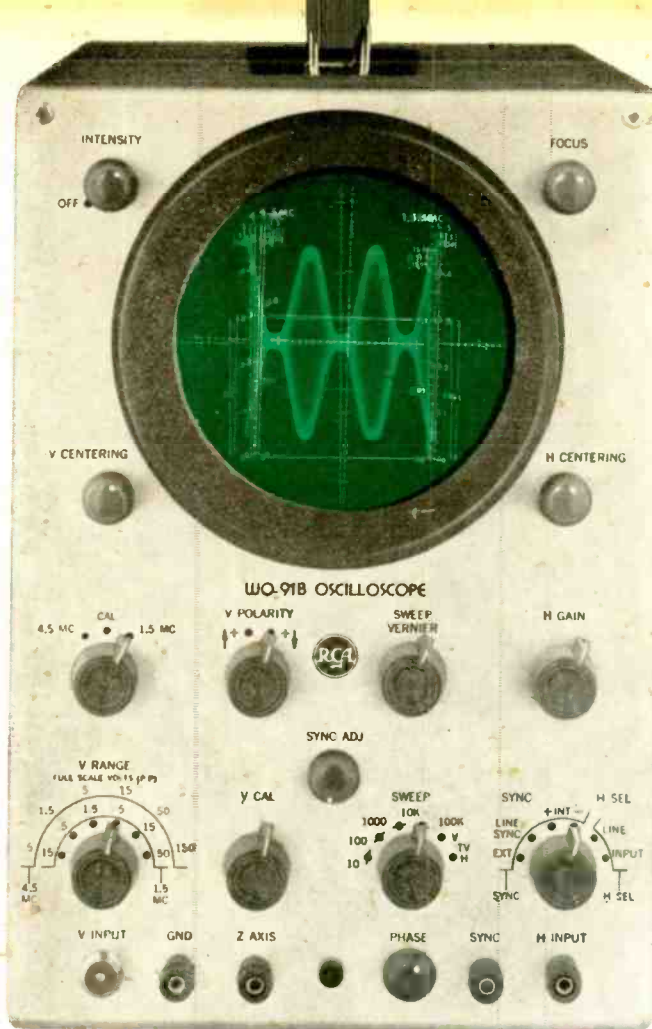 INTENSITY
FOCUS
OFF
V CENTERING
H CENTERING
WO-91B OSCILLOSCOPE
4.5 MC CAL 1.5 MC
V POLARITY
+ +
RCA
SWEEP
VERNIER
H GAIN
SYNC ADJ
V RANGE
FULL SCALE VOLTS (P-P)
5 15
1.5 50
5 1.5 5 15
5 .5 15 150
50
4.5
MC
1.5
MC
V CAL
SWEEP
10 100 1000 10K 100K
V
TV
H
SYNC H SEL
+ INT -
LINE
SYNC
LINE
EXT
INPUT
SYNC H SEL
V INPUT GND Z AXIS PHASE SYNC H INPUT